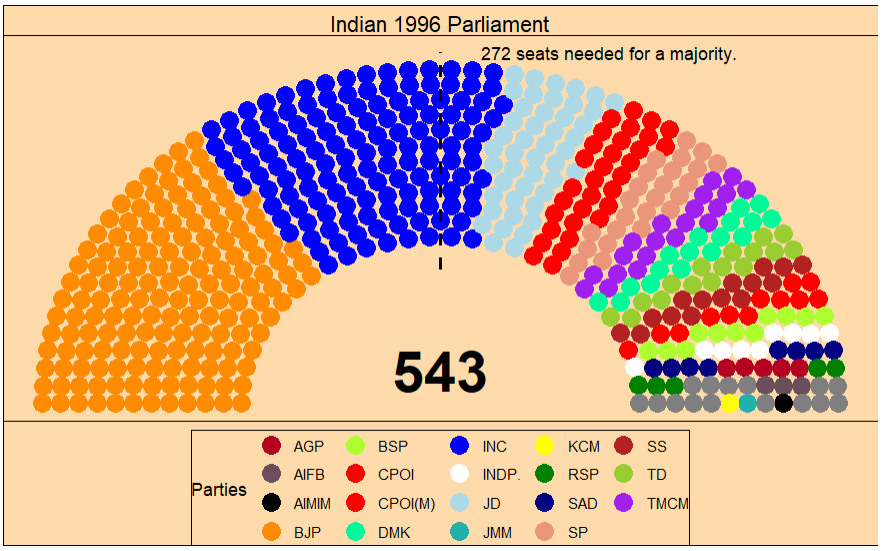 Indian 1996 Parliament
272 seats needed for a majority.
543
Parties
AGP BSP INC KCM SS
AIFB CPOI INDP. RSP TD
AIMIM CPOI(M) JD SAD TMCM
BJP DMK JMM SP